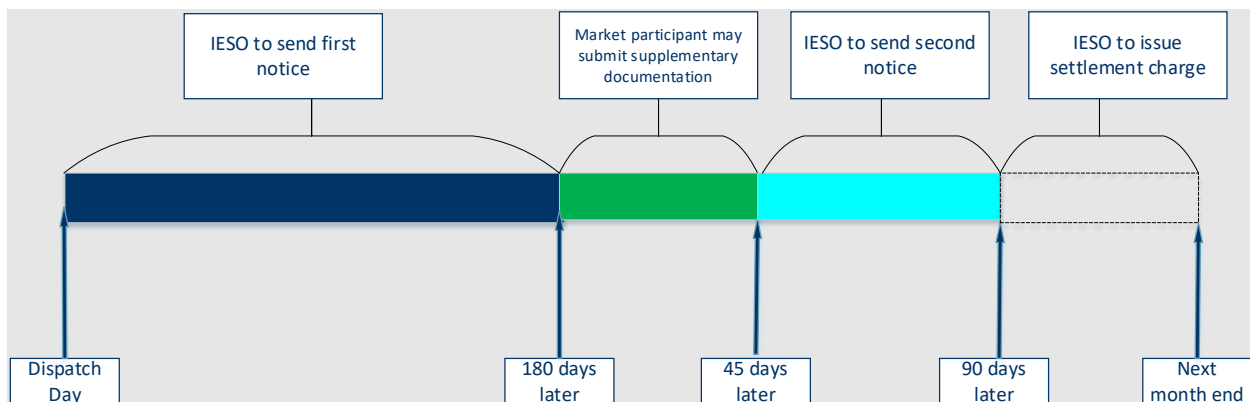 IESO to send first
notice
Market participant may
submit supplementary
documentation
IESO to send second
notice
IESO to issue
settlement charge
Dispatch
Day
180 days
later
45 days
later
90 days
later
Next
month end